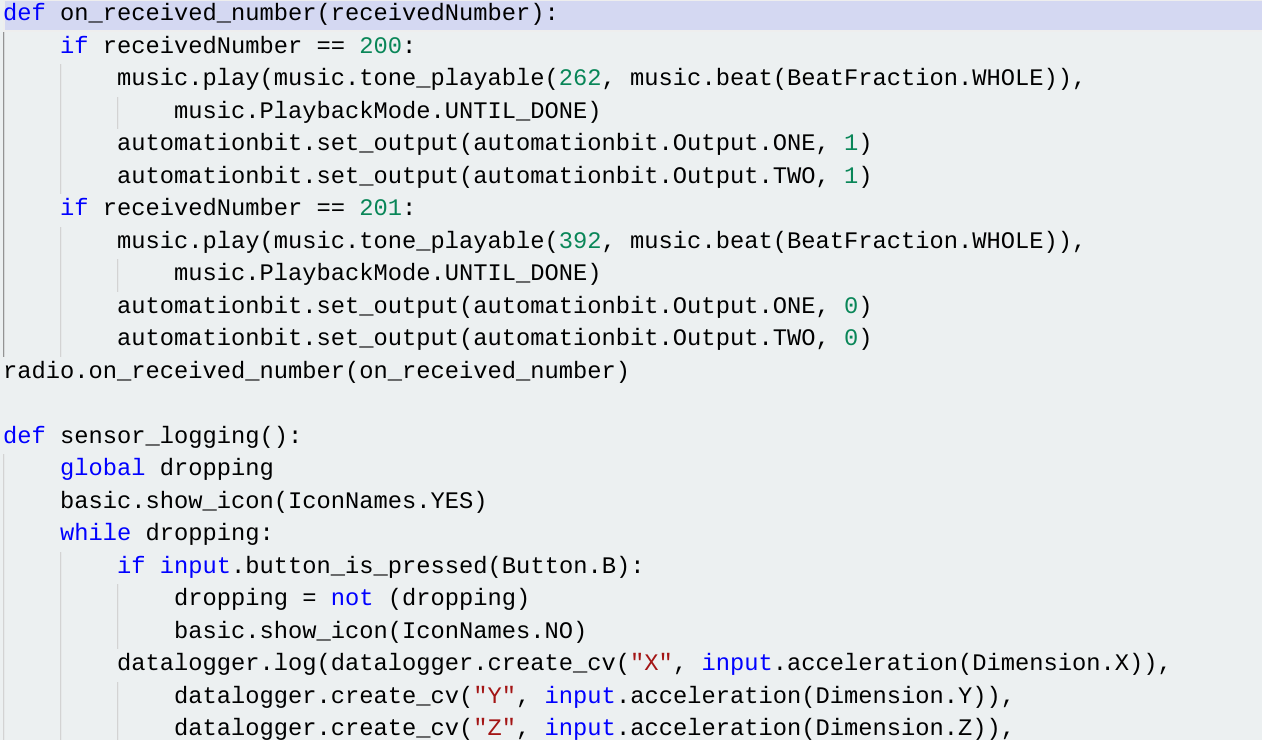 def on_received_number(receivedNumber):
    if receivedNumber == 200:
        music.play(music.tone_playable(262, music.beat(BeatFraction.WHOLE)),
            music.PlaybackMode.UNTIL_DONE)
        automationbit.set_output(automationbit.Output.ONE, 1)
        automationbit.set_output(automationbit.Output.TWO, 1)
    if receivedNumber == 201:
        music.play(music.tone_playable(392, music.beat(BeatFraction.WHOLE)),
            music.PlaybackMode.UNTIL_DONE)
        automationbit.set_output(automationbit.Output.ONE, 0)
        automationbit.set_output(automationbit.Output.TWO, 0)
radio.on_received_number(on_received_number)

def sensor_logging():
    global dropping
    basic.show_icon(IconNames.YES)
    while dropping:
        if input.button_is_pressed(Button.B):
            dropping = not (dropping)
            basic.show_icon(IconNames.NO)
        datalogger.log(datalogger.create_cv("X", input.acceleration(Dimension.X)),
            datalogger.create_cv("Y", input.acceleration(Dimension.Y)),
            datalogger.create_cv("Z", input.acceleration(Dimension.Z)),